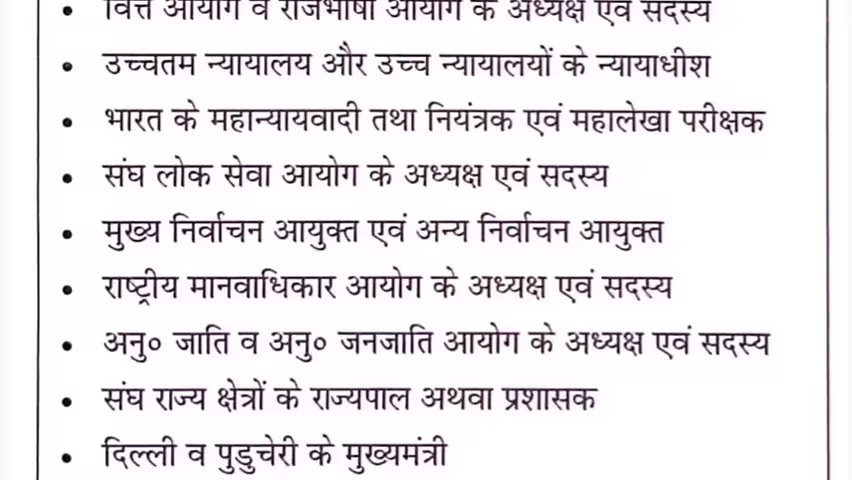 • वित्त आयोग व राजभाषा आयोग के अध्यक्ष एवं सदस्य
• उच्चतम न्यायालय और उच्च न्यायालयों के न्यायाधीश
• भारत के महान्यायवादी तथा नियंत्रक एवं महालेखा परीक्षक
• संघ लोक सेवा आयोग के अध्यक्ष एवं सदस्य
• मुख्य निर्वाचन आयुक्त एवं अन्य निर्वाचन आयुक्त
• राष्ट्रीय मानवाधिकार आयोग के अध्यक्ष एवं सदस्य
• अनु० जाति व अनु० जनजाति आयोग के अध्यक्ष एवं सदस्य
• संघ राज्य क्षेत्रों के राज्यपाल अथवा प्रशासक
• दिल्ली व पुडुचेरी के मुख्यमंत्री